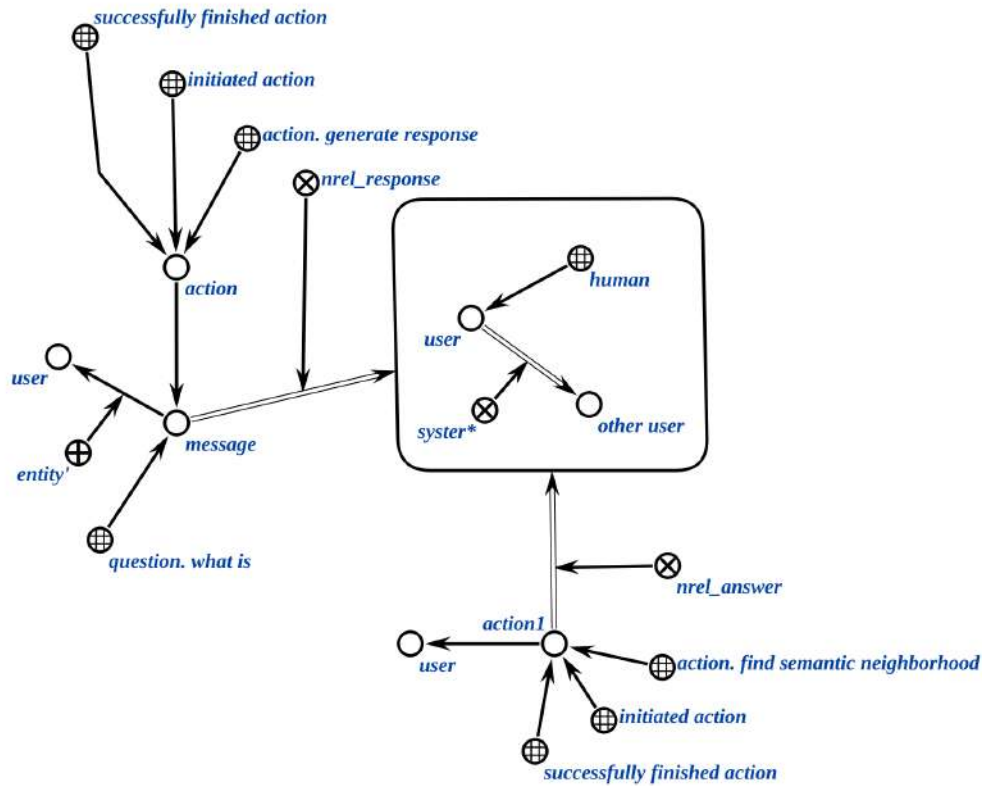 successfully finished action
initiated action
action. generate response
nrel_response
human
action
user
user
syster*
other user
message
entity'
question. what is
nrel_answer
action1
user
action. find semantic neighborhood
initiated action
successfully finished action